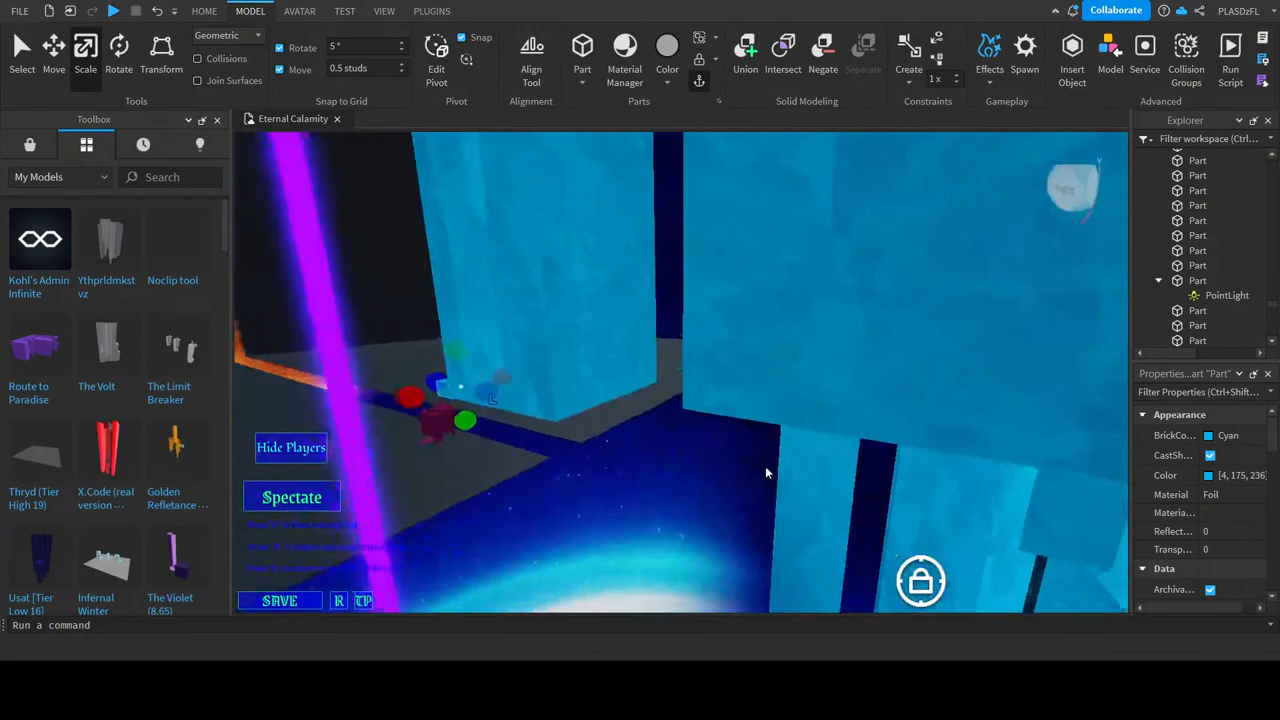 FILE
HOME
MODEL
AVATAR
TEST
VIEW
PLUGINS
Collaborate
PLASDzFL
Select
Move
Scale
Rotate
Transform
Geometric
Collisions
Join Surfaces
Tools
Rotate
5 °
Move
0.5 studs
Snap to Grid
Edit
Pivot
Snap
Pivot
Align
Tool
Alignment
Part
Material
Manager
Color
Parts
Union
Intersect
Negate
Separate
Solid Modeling
Create
1 x
Constraints
Effects
Spawn
Gameplay
Insert
Object
Model
Service
Collision
Groups
Run
Script
Advanced
Toolbox
My Models
Search
Kohl's Admin
Infinite
Ythprldmkst
vz
Noclip tool
Route to
Paradise
The Volt
The Limit
Breaker
Thryd (Tier
High 19)
X.Code (real
version ...
Golden
Refletance ...
Usat [Tier
Low 16]
Infernal
Winter
The Violet
(8.65)
Eternal Calamity
Hide Players
Spectate
SAVE
R
TP
L
Explorer
Filter workspace (Ctrl...
Part
Part
Part
Part
Part
Part
Part
Part
Part
PointLight
Part
Part
Part
Properties...art "Part"
Filter Properties (Ctrl+Shift...
Appearance
BrickCo...
Cyan
CastSh...
Color
[4, 175, 236]
Material
Foil
Materia...
Reflect...
0
Transp...
0
Data
Archiva...
Run a command